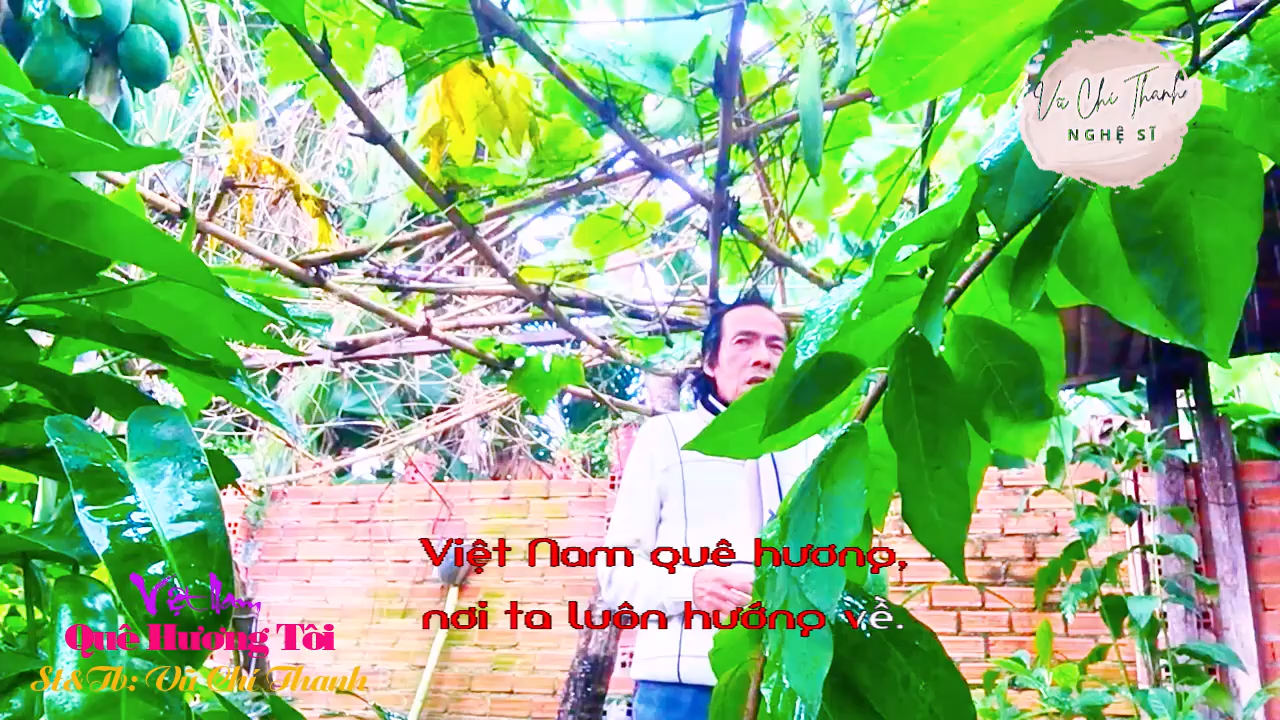 Vũ Chí Thanh
NGHỆ SĨ
Việt Nam quê hương,
nơi ta luôn hướng về.
Việt Nam
Quê Hương Tôi
St&Tb: Vũ Chí Thanh